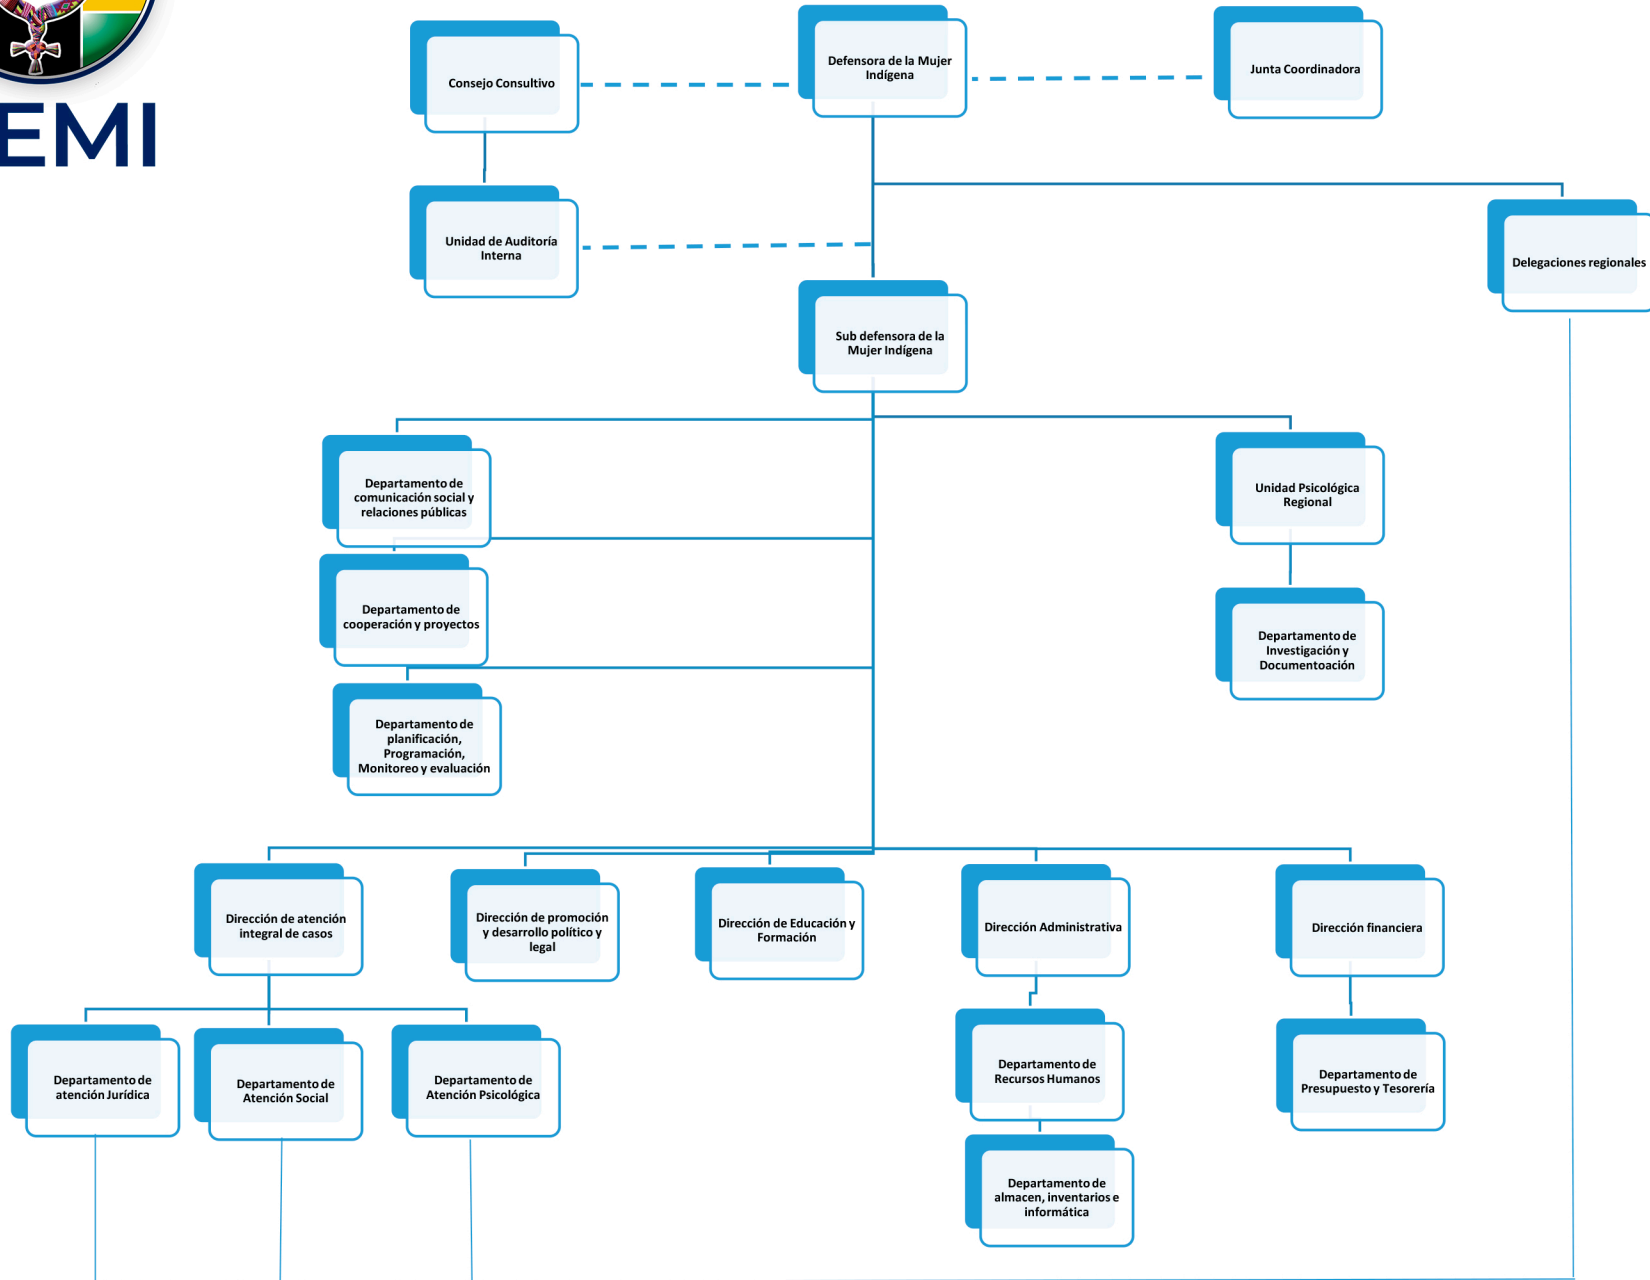 EMI
Consejo Consultivo
Defensora de la Mujer
Indígena
Junta Coordinadora
Unidad de Auditoría
Interna
Delegaciones regionales
Sub defensora de la
Mujer Indígena
Departamento de
comunicación social y
relaciones públicas
Unidad Psicológica
Regional
Departamento de
cooperación y proyectos
Departamento de
Investigación y
Documentoación
Departamento de
planificación,
Programación,
Monitoreo y evaluación
Dirección de atención
integral de casos
Dirección de promoción
y desarrollo político y
legal
Dirección de Educación y
Formación
Dirección Administrativa
Dirección financiera
Departamento de
atención Jurídica
Departamento de
Atención Social
Departamento de
Atención Psicológica
Departamento de
Recursos Humanos
Departamento de
Presupuesto y Tesorería
Departamento de
almacen, inventarios e
informática